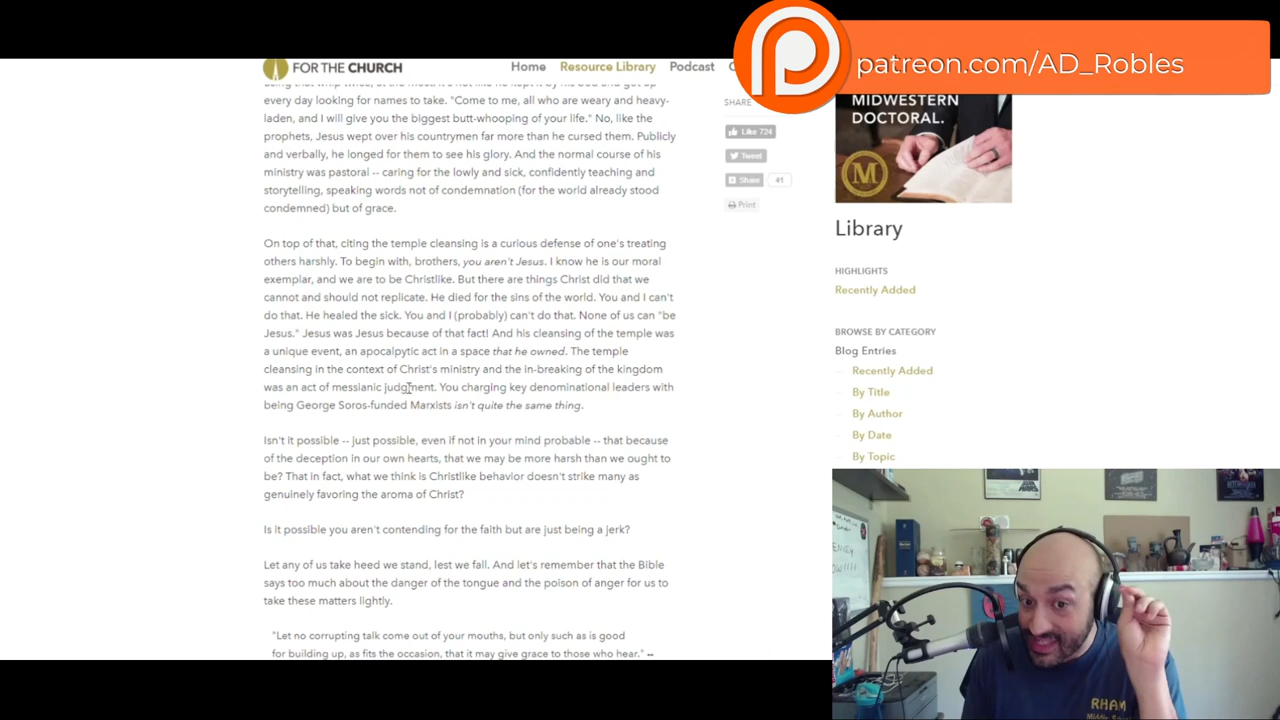 patreon.com/AD_Robles
FOR THE CHURCH
Home Resource Library Podcast
every day looking for names to take. "Come to me, all who are weary and heavy-
laden, and I will give you the biggest butt-whooping of your life." No, like the
prophets, Jesus wept over his countrymen far more than he cursed them. Publicly
and verbally, he longed for them to see his glory. And the normal course of his
ministry was pastoral -- caring for the lowly and sick, confidently teaching and
storytelling, speaking words not of condemnation (for the world already stood
condemned) but of grace.
On top of that, citing the temple cleansing is a curious defense of one's treating
others harshly. To begin with, brothers, you aren't Jesus. I know he is our moral
exemplar, and we are to be Christlike. But there are things Christ did that we
cannot and should not replicate. He died for the sins of the world. You and I can't
do that. He healed the sick. You and I (probably) can't do that. None of us can "be
Jesus." Jesus was Jesus because of that fact! And his cleansing of the temple was
a unique event, an apocalpytic act in a space that he owned. The temple
cleansing in the context of Christ's ministry and the in-breaking of the kingdom
was an act of messianic judgment. You charging key denominational leaders with
being George Soros-funded Marxists isn't quite the same thing.
Isn't it possible -- just possible, even if not in your mind probable -- that because
of the deception in our own hearts, that we may be more harsh than we ought to
be? That in fact, what we think is Christlike behavior doesn't strike many as
genuinely favoring the aroma of Christ?
Is it possible you aren't contending for the faith but are just being a jerk?
Let any of us take heed we stand, lest we fall. And let's remember that the Bible
says too much about the danger of the tongue and the poison of anger for us to
take these matters lightly.
"Let no corrupting talk come out of your mouths, but only such as is good
for building up, as fits the occasion, that it may give grace to those who hear." --
SHARE
Like 724
Tweet
Share 41
Print
MIDWESTERN
DOCTORAL.
M
Library
HIGHLIGHTS
Recently Added
BROWSE BY CATEGORY
Blog Entries
Recently Added
By Title
By Author
By Date
By Topic
RHAM